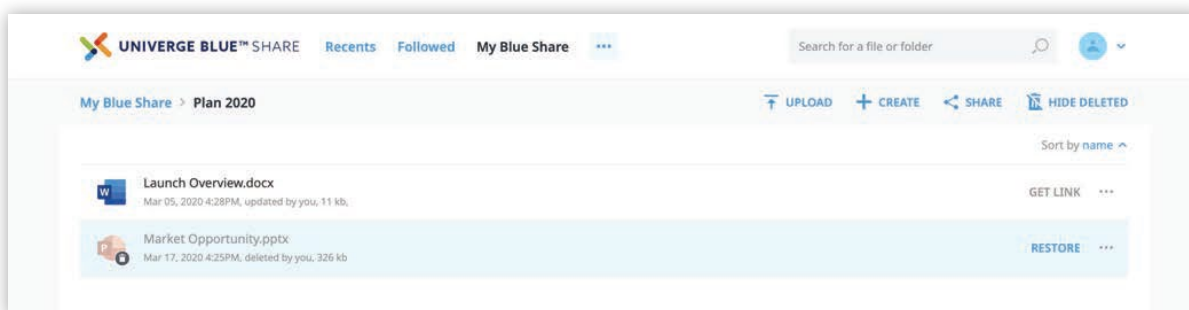 UNIVERGE BLUE™ SHARE Recents Followed My Blue Share ••• Search for a file or folder
My Blue Share > Plan 2020 UPLOAD CREATE SHARE HIDE DELETED
Sort by name
W Launch Overview.docx GET LINK •••
Mar 05, 2020 4:28PM, updated by you, 11 kb,
P Market Opportunity.pptx RESTORE •••
Mar 17, 2020 4:25PM, deleted by you, 326 kb